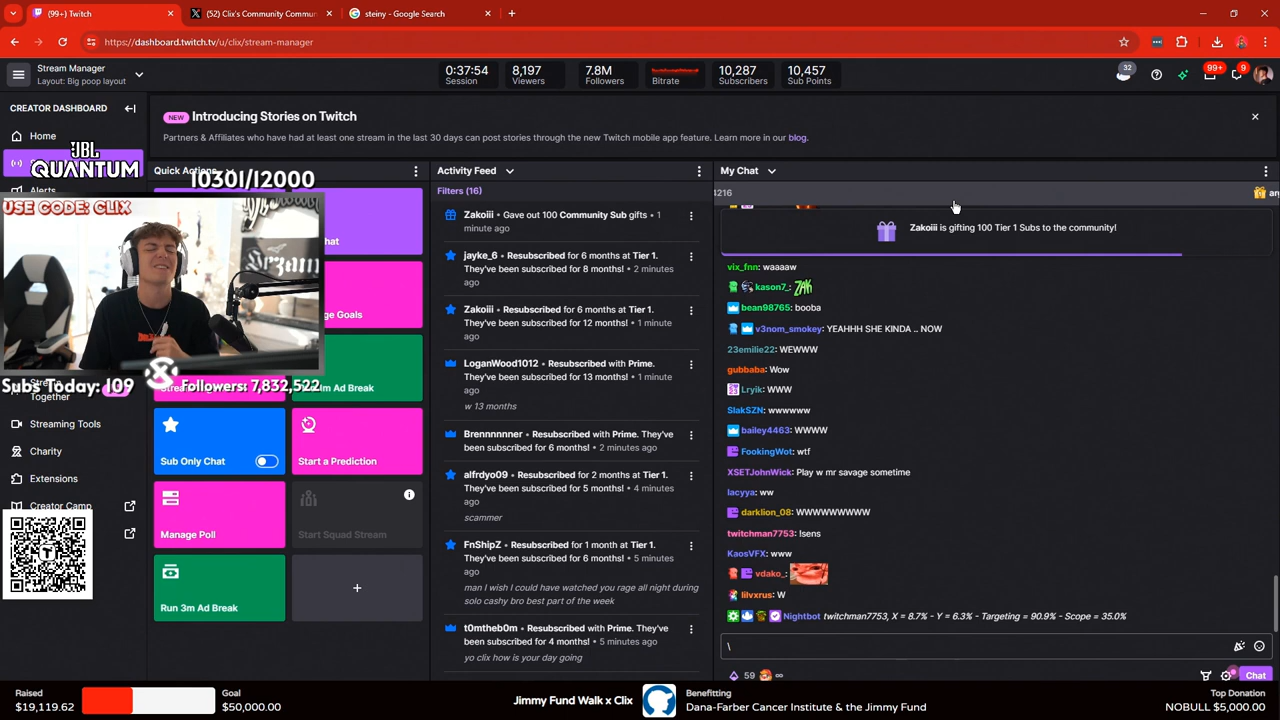 (99+) Twitch
(52) Clix's Community Commun
steiny - Google Search
https://dashboard.twitch.tv/u/clix/stream-manager
Stream Manager
Layout: Big poop layout
0:37:54
Session
8,197
Viewers
7.8M
Followers
Bitrate
10,287
Subscribers
10,457
Sub Points
32
99+
9
CREATOR DASHBOARD
NEW
Introducing Stories on Twitch
Partners & Affiliates who have had at least one stream in the last 30 days can post stories through the new Twitch mobile app feature. Learn more in our blog.
Home
JBL
QUANTUM
Alerts
USE CODE: CLIX
Subs Today: 109
Followers: 7,832,522
Together
Streaming Tools
Charity
Extensions
Creator Camp
Quick Actions
10301/12000
hat
ge Goals
m Ad Break
Sub Only Chat
Start a Prediction
Manage Poll
Start Squad Stream
Run 3m Ad Break
Activity Feed
Filters (16)
Zakoiii • Gave out 100 Community Sub gifts • 1
minute ago
jayke_6 • Resubscribed for 6 months at Tier 1.
They've been subscribed for 8 months! • 2 minutes
ago
Zakoiii • Resubscribed for 6 months at Tier 1.
They've been subscribed for 12 months! • 1 minute
ago
LoganWood1012 • Resubscribed with Prime.
They've been subscribed for 13 months! • 1 minute
ago
w 13 months
Brennnnnner • Resubscribed with Prime. They've
been subscribed for 6 months! • 2 minutes ago
alfrdyo09 • Resubscribed for 2 months at Tier 1.
They've been subscribed for 5 months! • 4 minutes
ago
scammer
FnShipZ • Resubscribed for 1 month at Tier 1.
They've been subscribed for 6 months! • 5 minutes
ago
man i wish I could have watched you rage all night during
solo cashy bro best part of the week
t0mtheb0m • Resubscribed with Prime. They've
been subscribed for 4 months! • 5 minutes ago
yo clix how is your day going
My Chat
4216
an
Zakoiii is gifting 100 Tier 1 Subs to the community!
vix_fnn: waaaaw
kason7_: ZAK
bean98765: booba
v3nom_smokey: YEAHHH SHE KINDA .. NOW
23emilie22: WEWWW
gubbaba: Wow
Lryik: WWW
SlakSZN: wwwwww
bailey4463: WWWW
FookingWot: wtf
XSETJohnWick: Play w mr savage sometime
lacyya: ww
darklion_08: WWWWWWWWW
twitchman7753: !sens
KaosVFX: www
vdako_:
lilvxrus: W
Nightbot twitchman7753, X = 8.7% - Y = 6.3% - Targeting = 90.9% - Scope = 35.0%
\
59
∞
Chat
Raised
$19,119.62
Goal
$50,000.00
Jimmy Fund Walk x Clix
Benefitting
Dana-Farber Cancer Institute & the Jimmy Fund
Top Donation
NOBULL $5,000.00